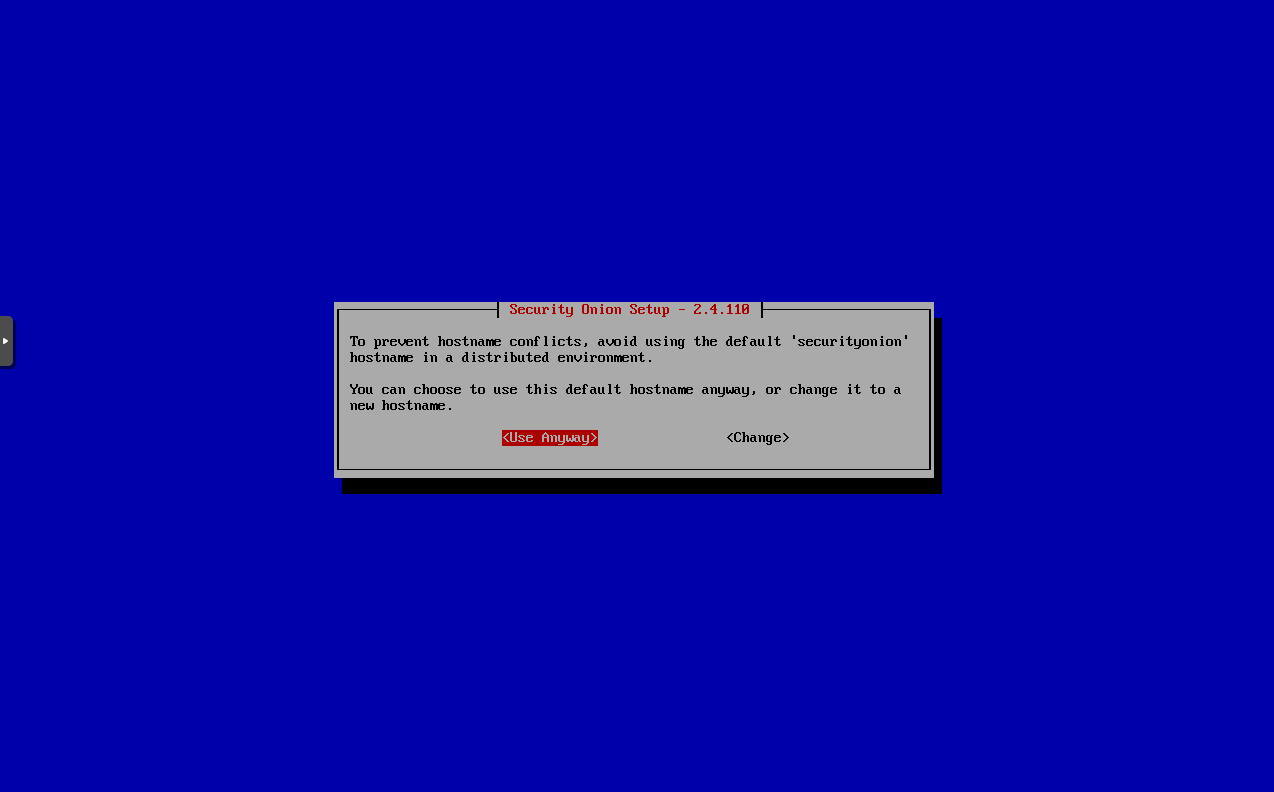 Security Onion Setup - 2.4.110
To prevent hostname conflicts, avoid using the default 'securityonion'
hostname in a distributed environment.
You can choose to use this default hostname anyway, or change it to a
new hostname.
<Use Anyway> <Change>